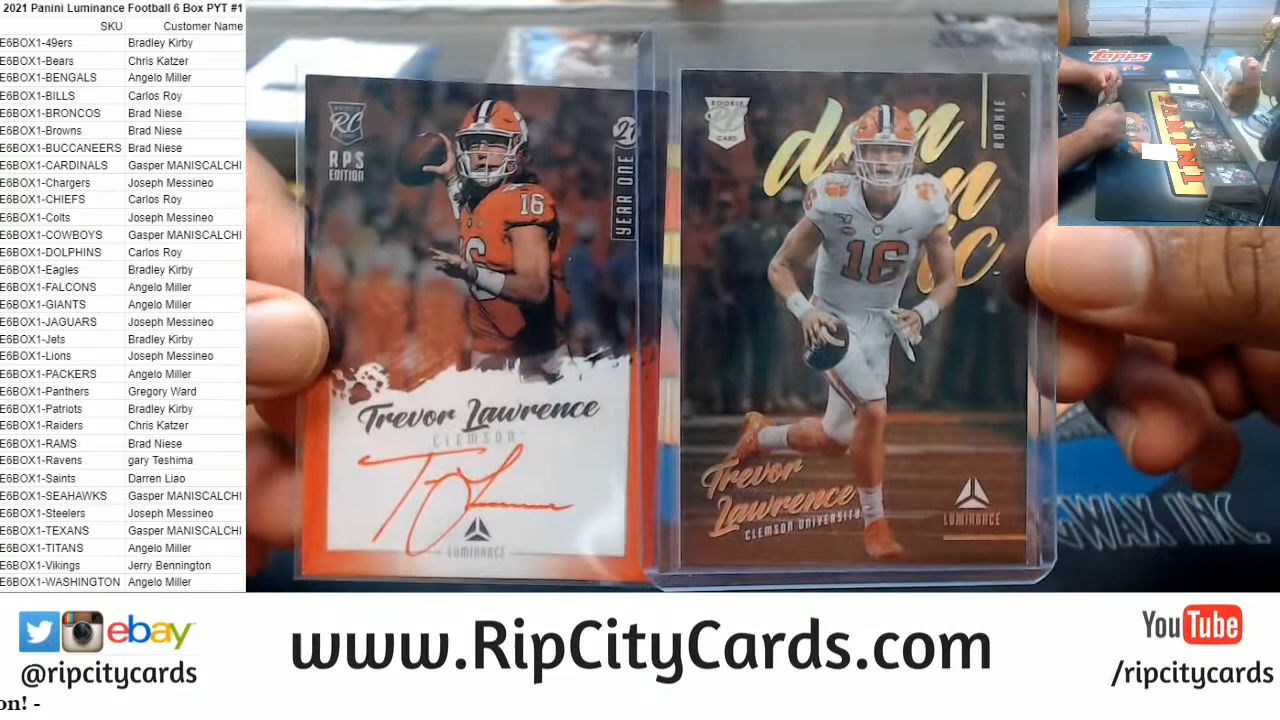 2021 Panini Luminance Football 6 Box PYT #1
SKU Customer Name
E6BOX1-49ers Bradley Kirby
E6BOX1-Bears Chris Katzer
E6BOX1-BENGALS Angelo Miller
E6BOX1-BILLS Carlos Roy
E6BOX1-BRONCOS Brad Niese
E6BOX1-Browns Brad Niese
E6BOX1-BUCCANEERS Brad Niese
E6BOX1-CARDINALS Gasper MANISCALCHI
E6BOX1-Chargers Joseph Messineo
E6BOX1-CHIEFS Carlos Roy
E6BOX1-Colts Joseph Messineo
E6BOX1-COWBOYS Gasper MANISCALCHI
E6BOX1-DOLPHINS Carlos Roy
E6BOX1-Eagles Bradley Kirby
E6BOX1-FALCONS Angelo Miller
E6BOX1-GIANTS Angelo Miller
E6BOX1-JAGUARS Joseph Messineo
E6BOX1-Jets Bradley Kirby
E6BOX1-Lions Joseph Messineo
E6BOX1-PACKERS Angelo Miller
E6BOX1-Panthers Gregory Ward
E6BOX1-Patriots Bradley Kirby
E6BOX1-Raiders Chris Katzer
E6BOX1-RAMS Brad Niese
E6BOX1-Ravens gary Teshima
E6BOX1-Saints Darren Liao
E6BOX1-SEAHAWKS Gasper MANISCALCHI
E6BOX1-Steelers Joseph Messineo
E6BOX1-TEXANS Gasper MANISCALCHI
E6BOX1-TITANS Angelo Miller
E6BOX1-Vikings Jerry Bennington
E6BOX1-WASHINGTON Angelo Miller
RC
RPS
EDITION
21
YEAR ONE
16
Trevor Lawrence
CLEMSON
LUMINANCE
ROOKIE
RC
CARD
ROOKIE
16
Trevor
Lawrence
CLEMSON UNIVERSITY
LUMINANCE
Topps
PANINI
WAX INC.
ebay
@ripcitycards
www.RipCityCards.com
YouTube
/ripcitycards
on! -